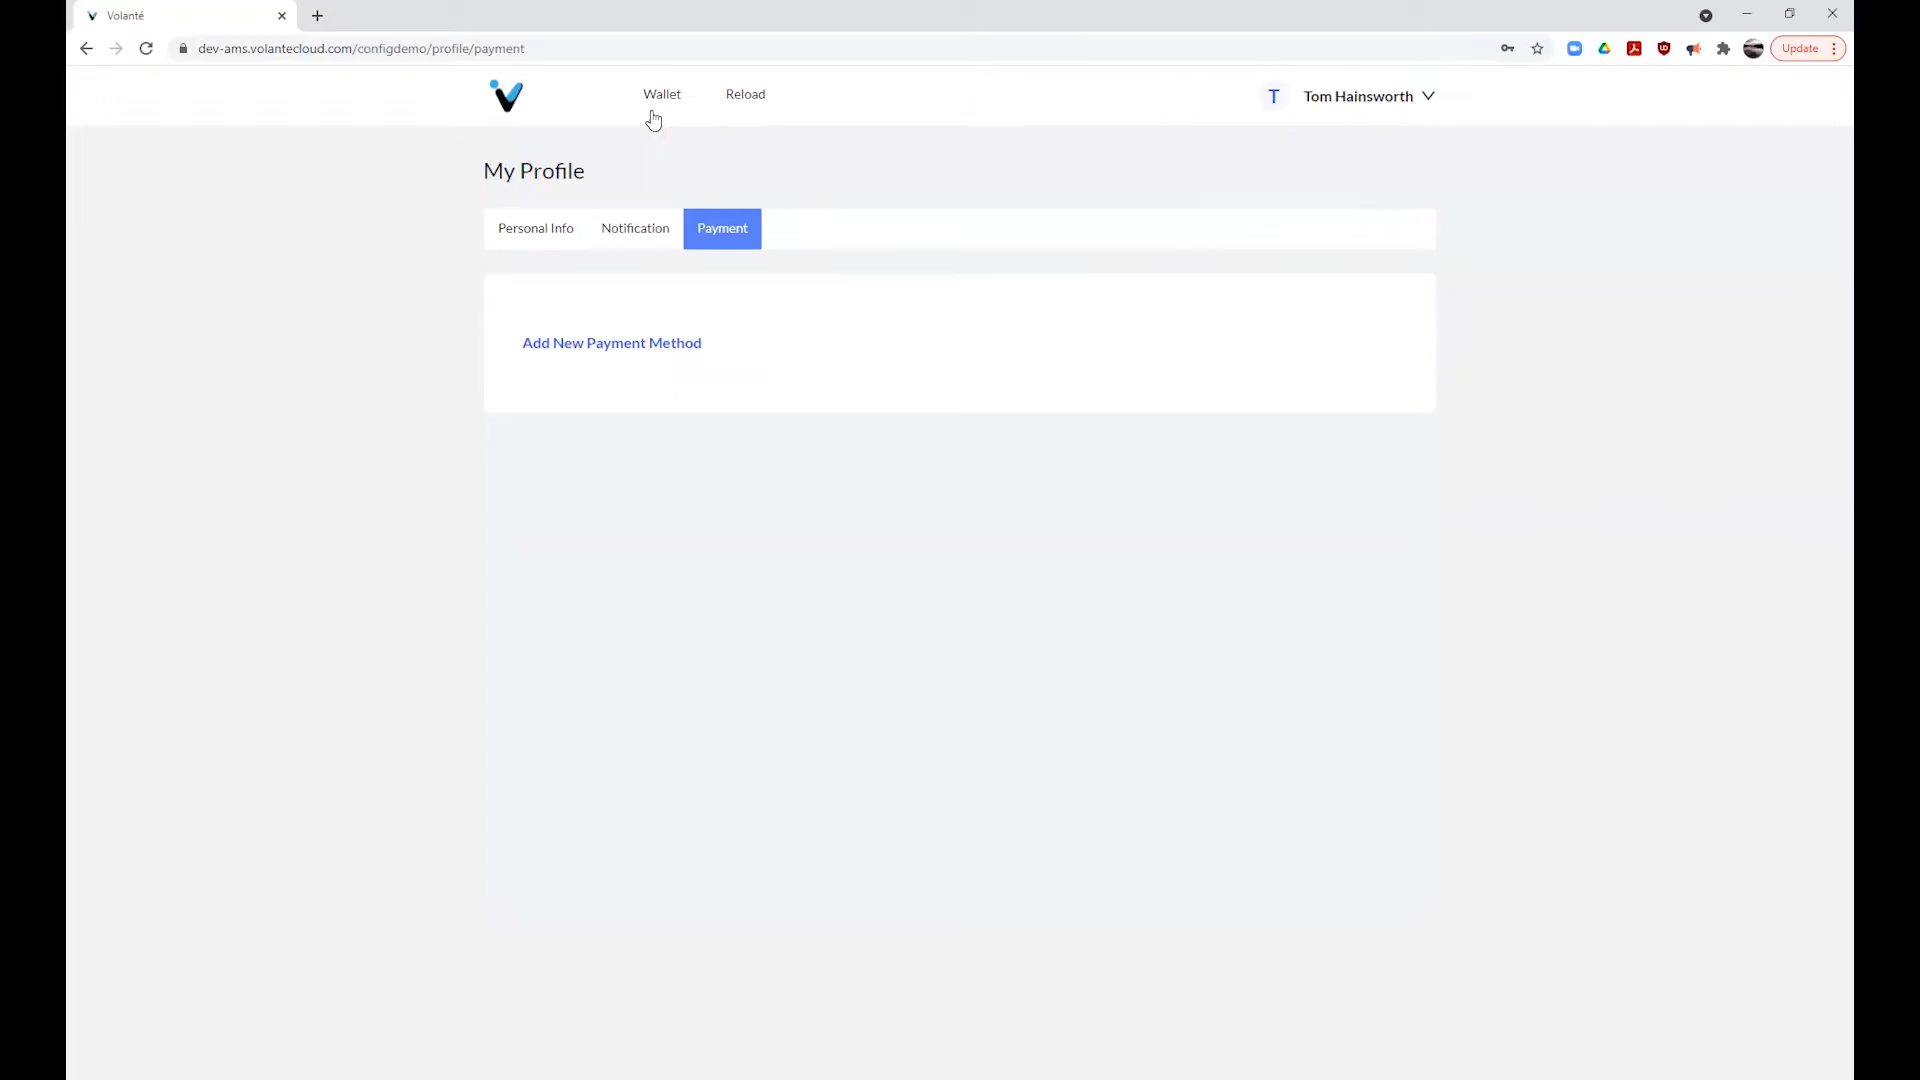 Volanté
dev-ams.volantecloud.com/configdemo/profile/payment
Update
Wallet
Reload
T
Tom Hainsworth
My Profile
Personal Info
Notification
Payment
Add New Payment Method